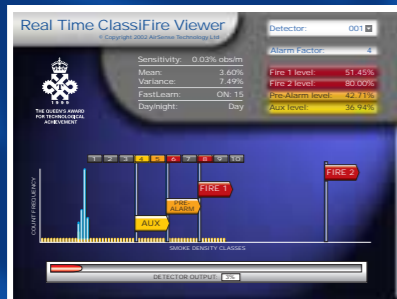 Real Time ClassiFire Viewer
© Copyright 2002 AirSense Technology Ltd
Detector: 001
Alarm Factor: 4
Sensitivity: 0.03% obs/m
Mean: 3.60%
Variance: 7.49%
FastLearn: ON: 15
Day/night: Day
Fire 1 level: 51.45%
Fire 2 level: 80.00%
Pre-Alarm level: 42.71%
Aux level: 36.94%
THE QUEEN'S AWARD
FOR TECHNOLOGICAL
ACHIEVEMENT
1 2 3 4 5 6 7 8 9 10
FIRE 2
FIRE 1
PRE-
ALARM
AUX
COUNT FREQUENCY
SMOKE DENSITY CLASSES
DETECTOR OUTPUT: 3%